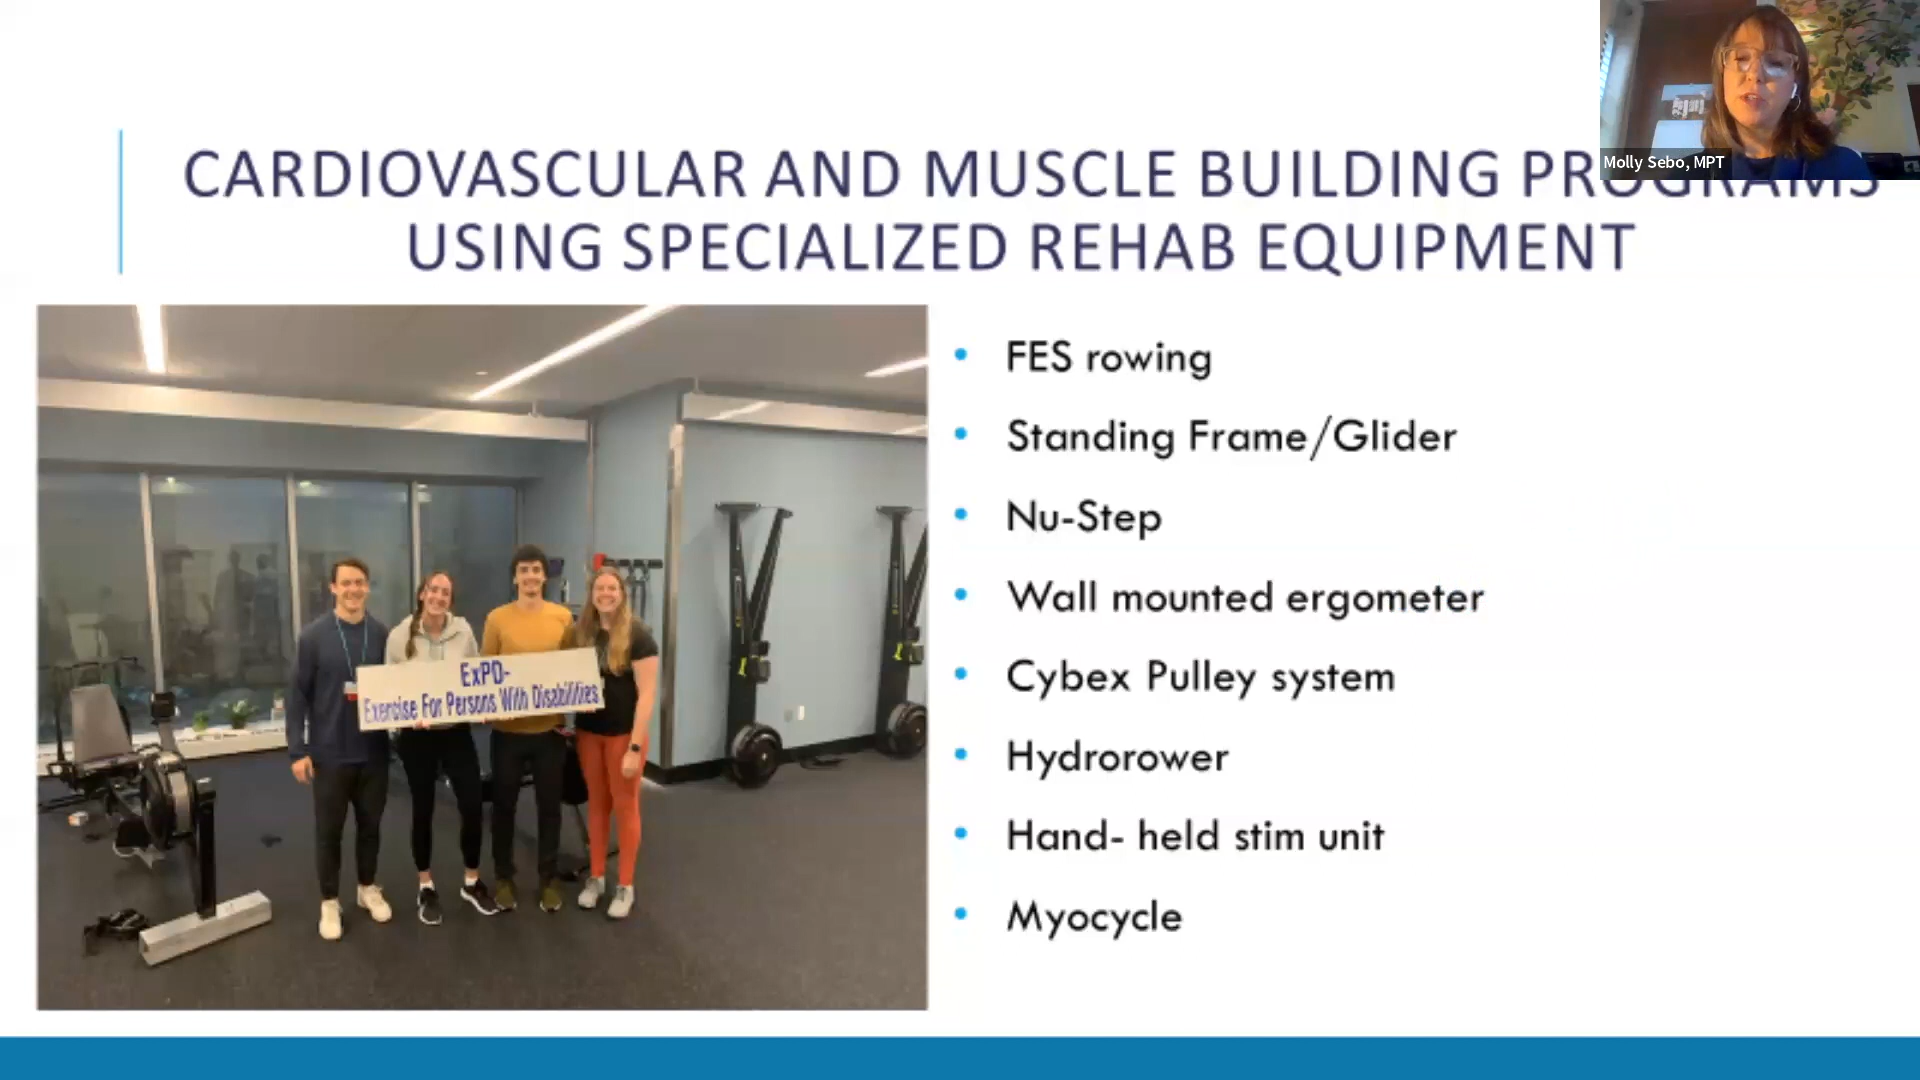 Molly Sebo, MPT
CARDIOVASCULAR AND MUSCLE BUILDING PROGRAMS
USING SPECIALIZED REHAB EQUIPMENT
ExPD-
Exercise For Persons With Disabilities
FES rowing
Standing Frame/Glider
Nu-Step
Wall mounted ergometer
Cybex Pulley system
Hydrorower
Hand- held stim unit
Myocycle